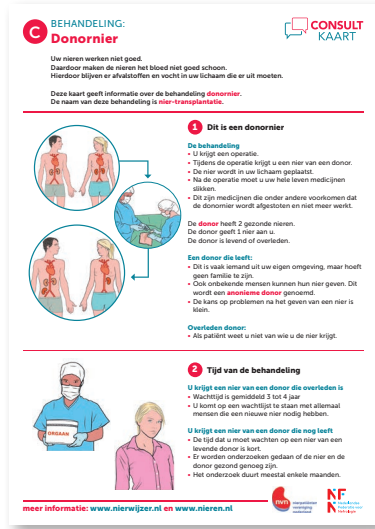 C
BEHANDELING:
Donornier
CONSULT
KAART
Uw nieren werken niet goed.
Daardoor maken de nieren het bloed niet goed schoon.
Hierdoor blijven er afvalstoffen en vocht in uw lichaam die er uit moeten.
Deze kaart geeft informatie over de behandeling donornier.
De naam van deze behandeling is nier-transplantatie.
1 Dit is een donornier
De behandeling
• U krijgt een operatie.
• Tijdens de operatie krijgt u een nier van een donor.
• De nier wordt in uw lichaam geplaatst.
• Na de operatie moet u uw hele leven medicijnen
slikken.
• Dit zijn medicijnen die onder andere voorkomen dat
de donornier wordt afgestoten en niet meer werkt.
De donor heeft 2 gezonde nieren.
De donor geeft 1 nier aan u.
De donor is levend of overleden.
Een donor die leeft:
• Dit is vaak iemand uit uw eigen omgeving, maar hoeft
geen familie te zijn.
• Ook onbekende mensen kunnen hun nier geven. Dit
wordt een anonieme donor genoemd.
• De kans op problemen na het geven van een nier is
klein.
Overleden donor:
• Als patiënt weet u niet van wie u de nier krijgt.
ORGAAN
2 Tijd van de behandeling
U krijgt een nier van een donor die overleden is
• Wachttijd is gemiddeld 3 tot 4 jaar
• U komt op een wachtlijst te staan met allemaal
mensen die een nieuwe nier nodig hebben.
U krijgt een nier van een donor die nog leeft
• De tijd dat u moet wachten op een nier van een
levende donor is kort.
• Er worden onderzoeken gedaan of de nier en de
donor gezond genoeg zijn.
• Het onderzoek duurt meestal enkele maanden.
meer informatie: www.nierwijzer.nl en www.nieren.nl
nvn